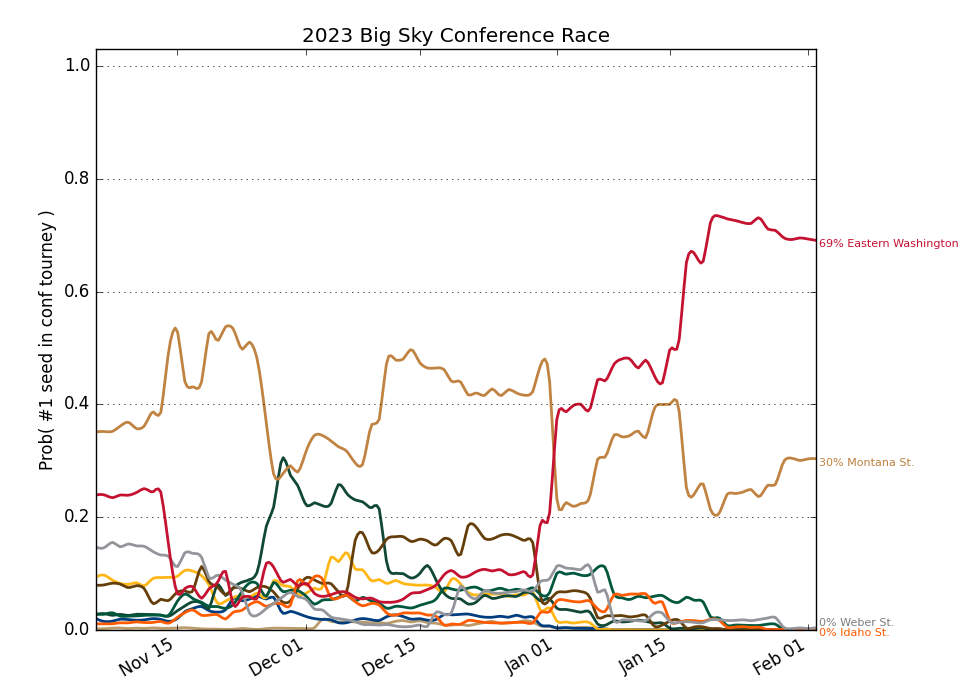 2023 Big Sky Conference Race
Prob( #1 seed in conf tourney )
1.0
0.8
0.6
0.4
0.2
0.0
69% Eastern Washington
30% Montana St.
0% Weber St.
0% Idaho St.
Nov 15
Dec 01
Dec 15
Jan 01
Jan 15
Feb 01